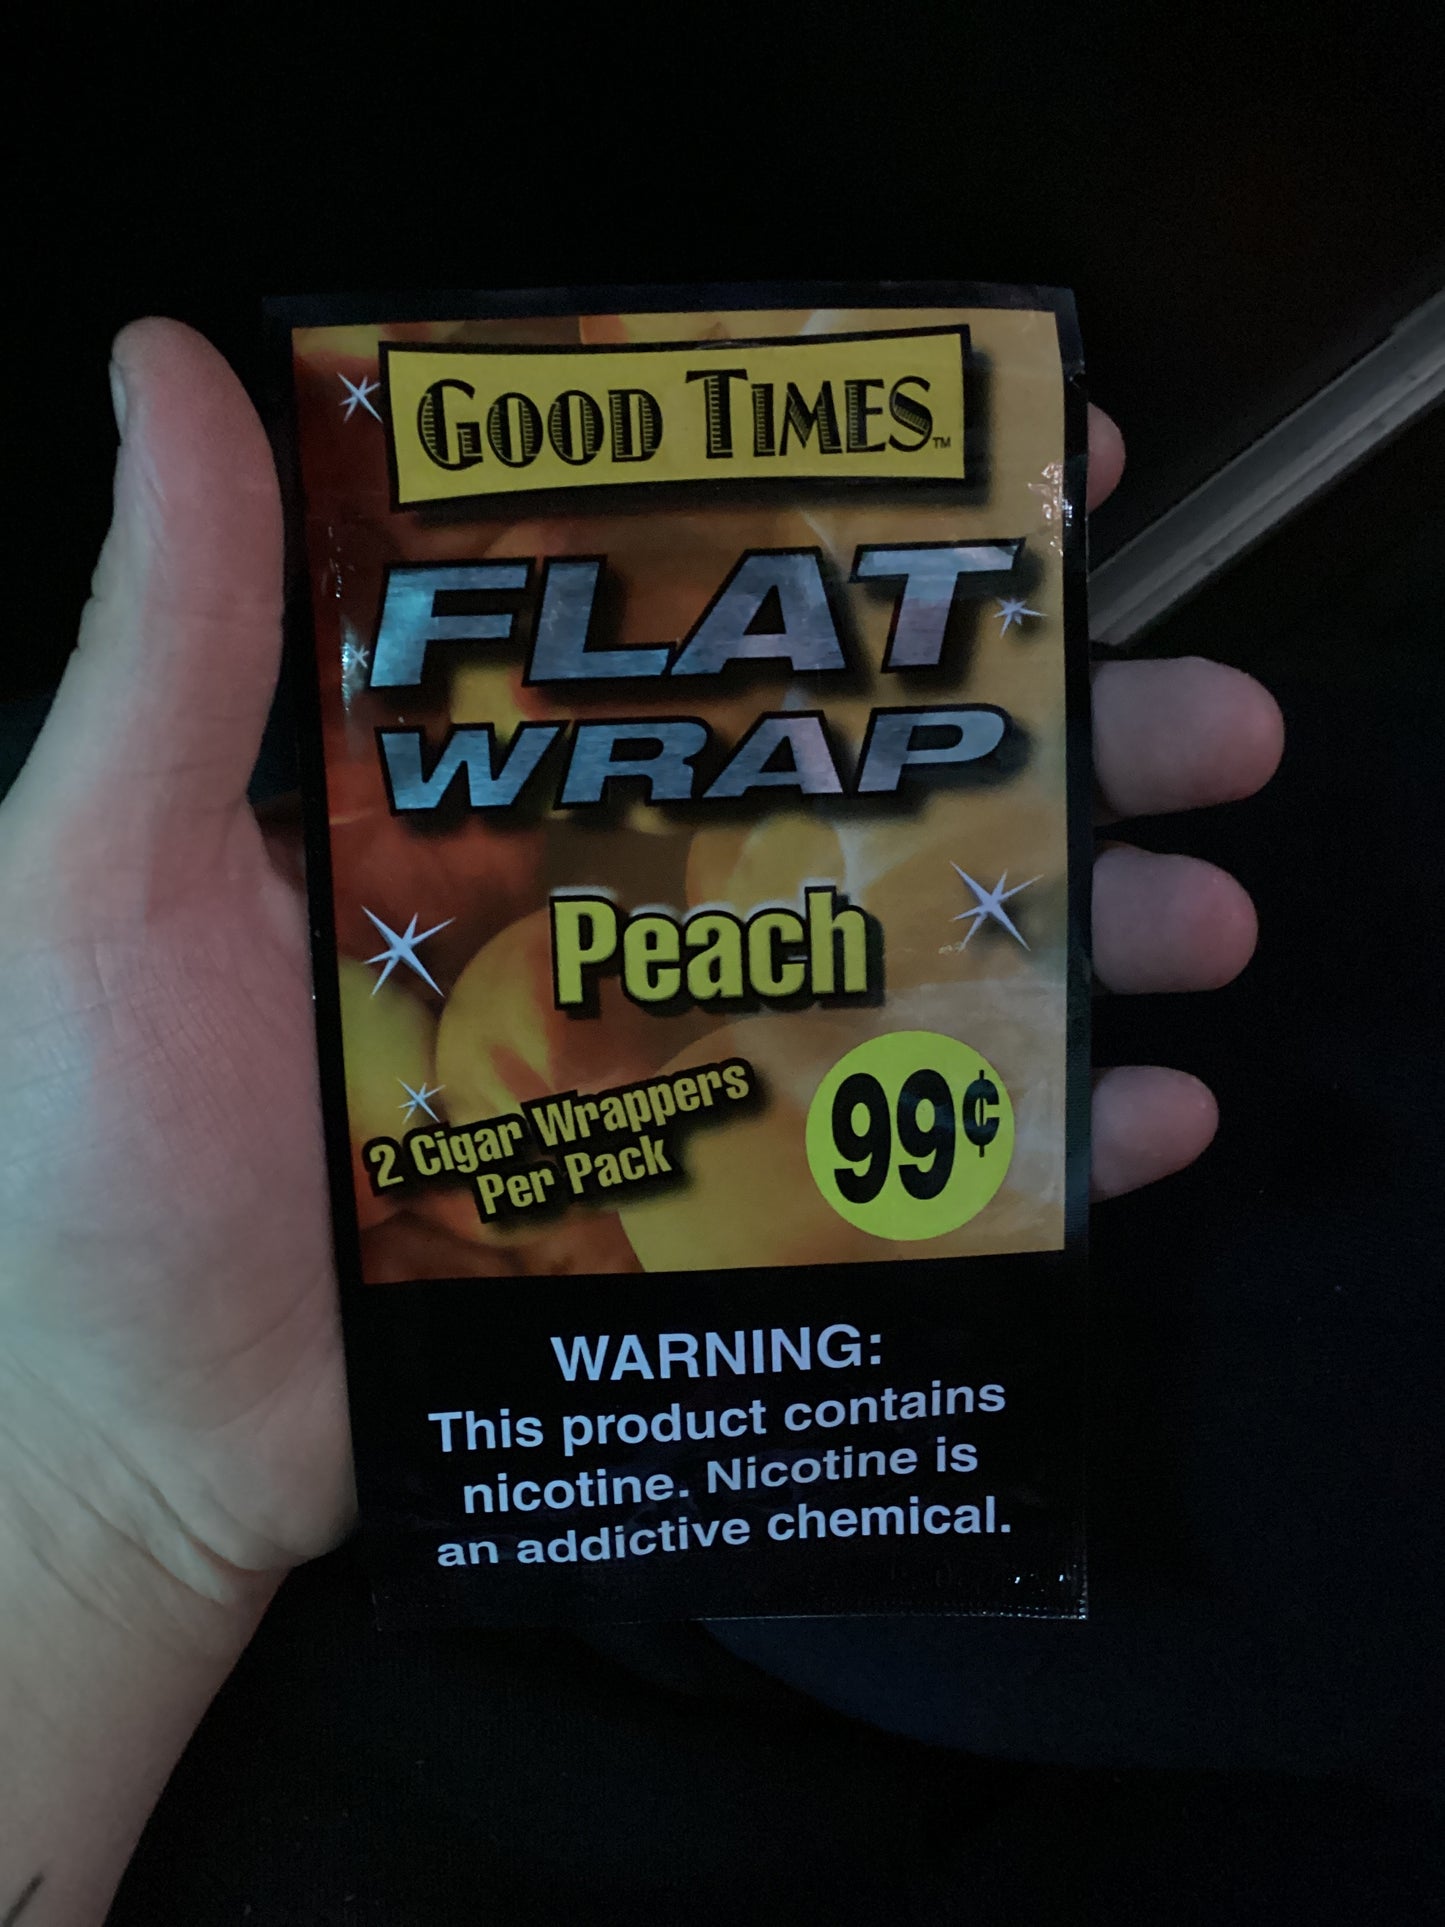 GOOD TIMES™
FLAT
WRAP
Peach
2 Cigar Wrappers
Per Pack
99¢
WARNING:
This product contains
nicotine. Nicotine is
an addictive chemical.